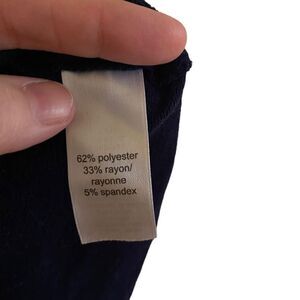 62% polyester
33% rayon/
rayonne
5% spandex